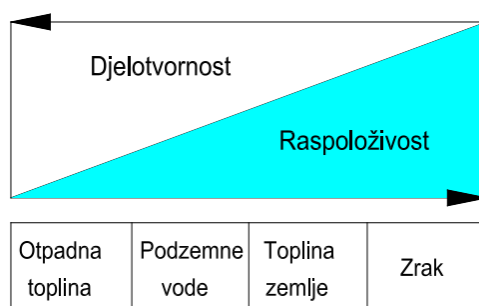 Djelotvornost
Raspoloživost
Otpadna
toplina
Podzemne
vode
Toplina
zemlje
Zrak